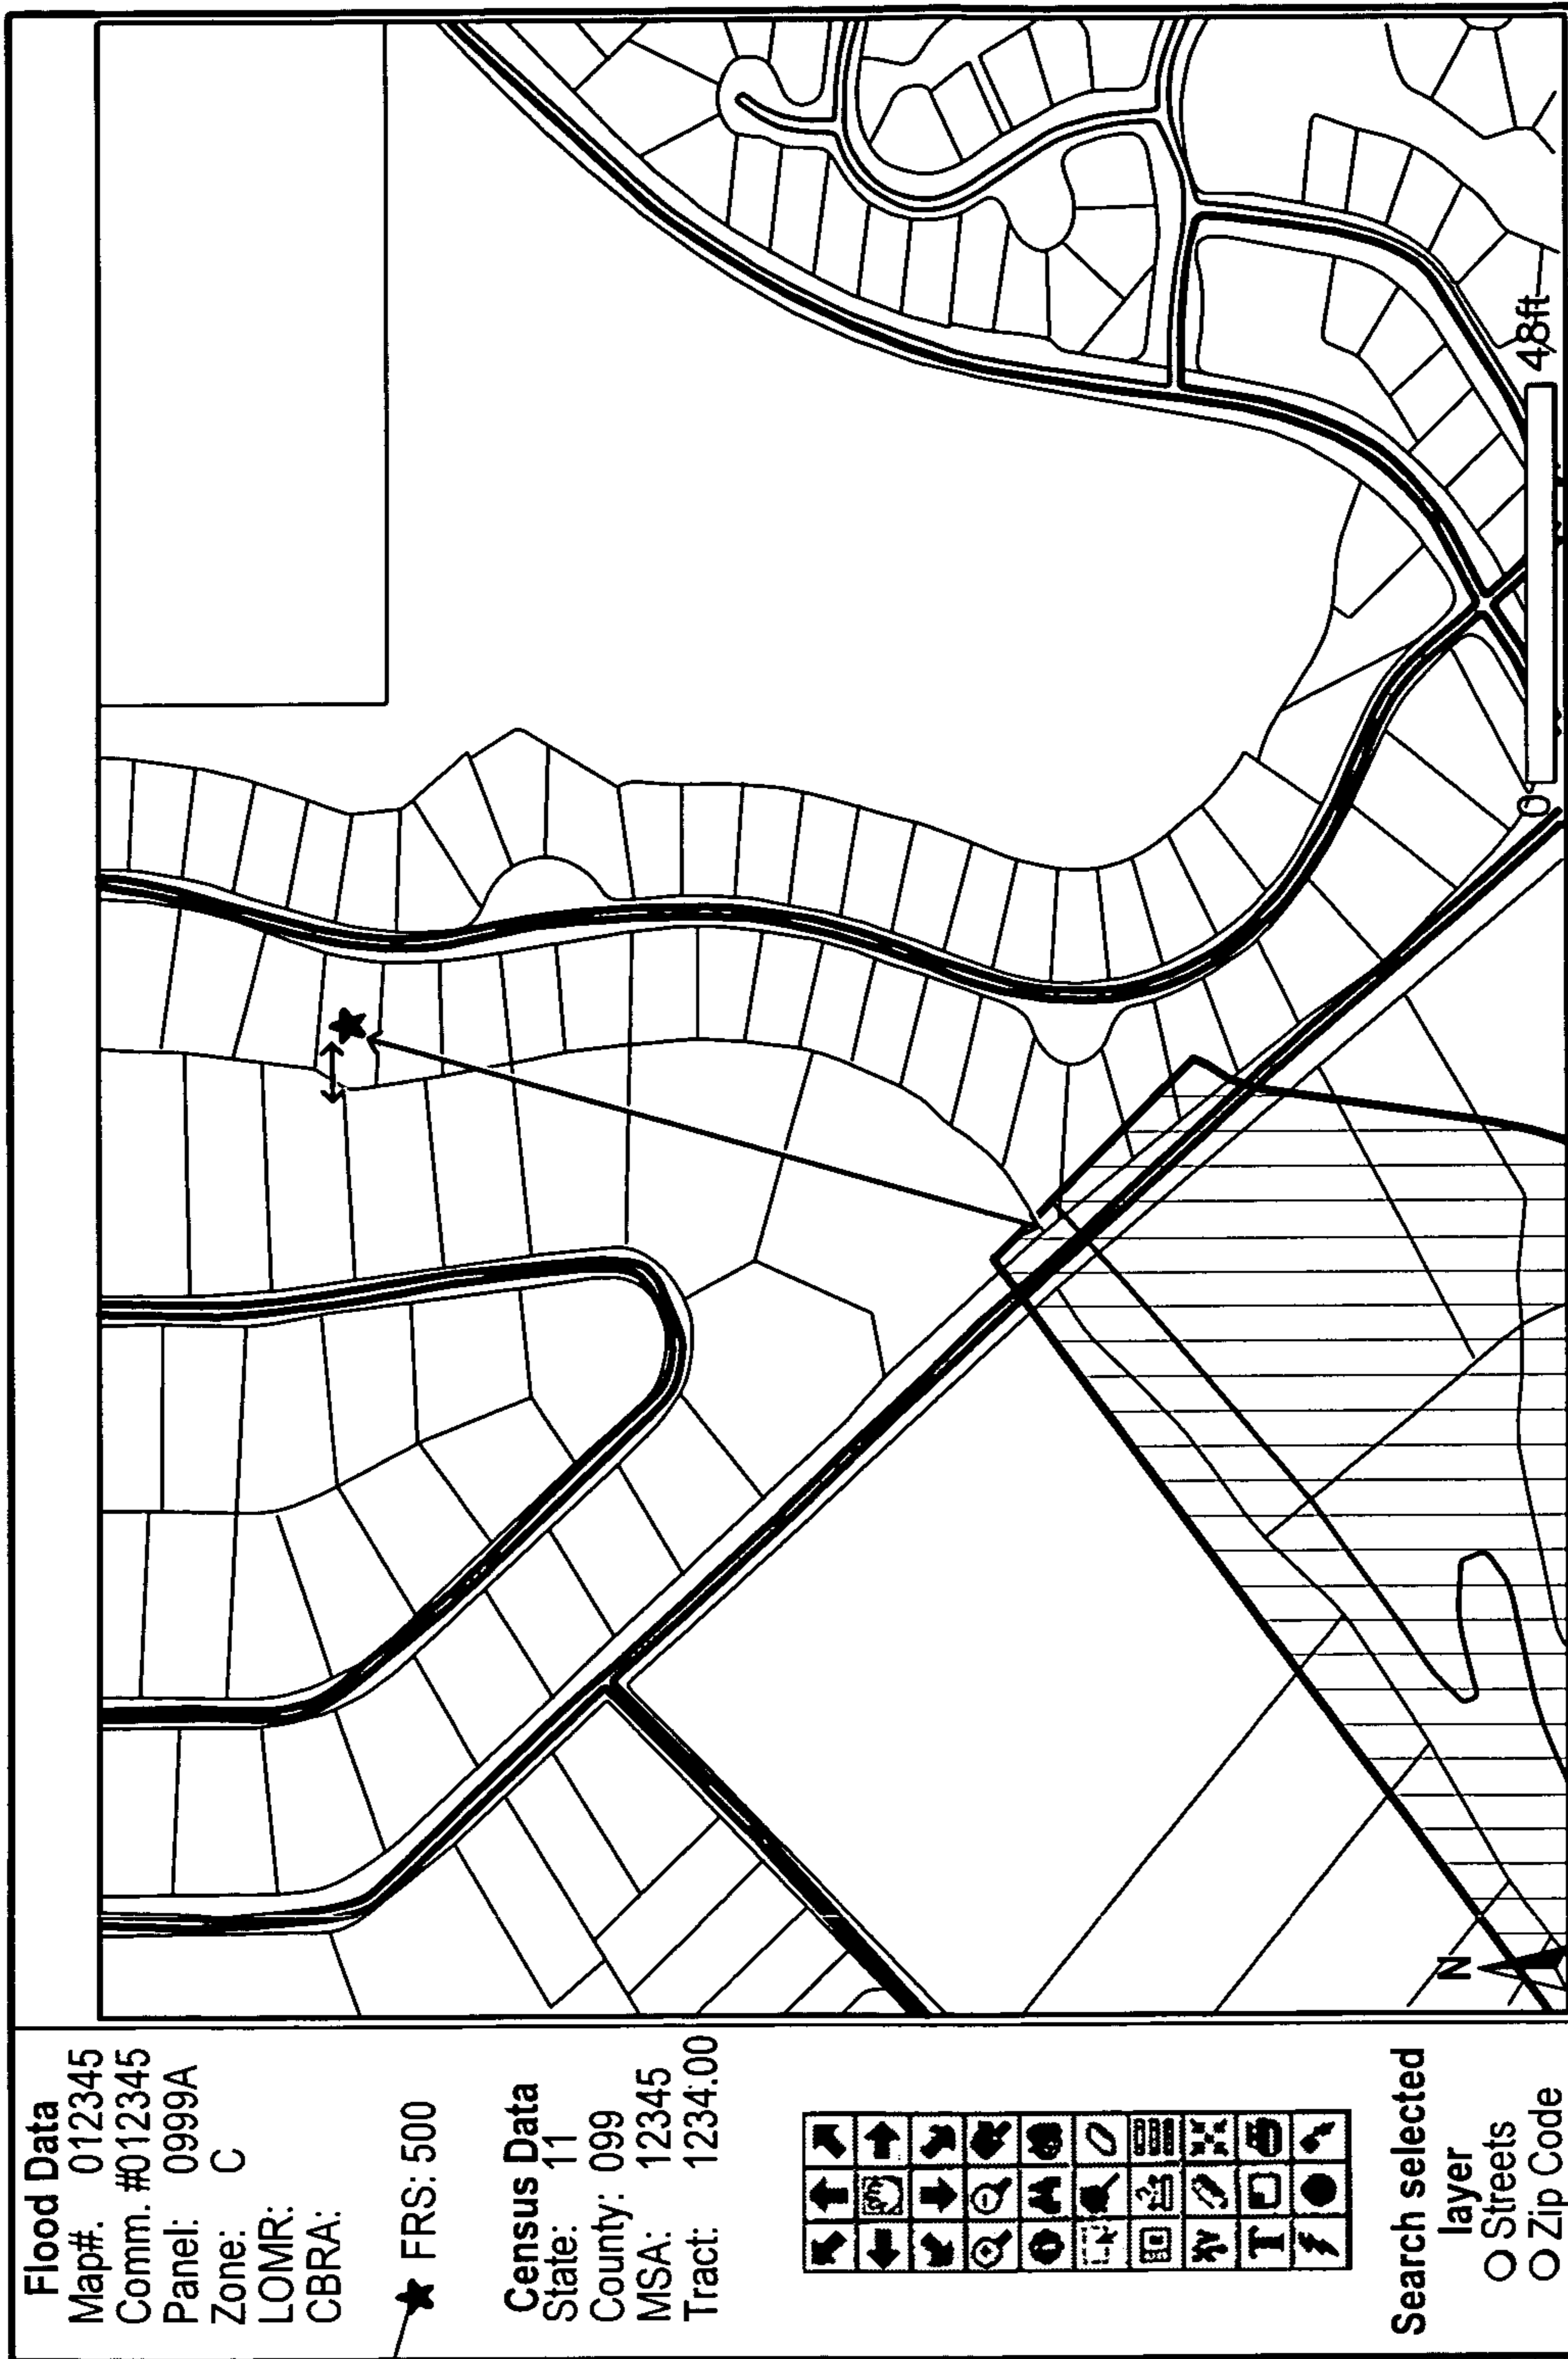 Flood Data
Map#. 012345
Comm. #012345
Panel: 0999A
Zone: C
LOMR:
CBRA:
★ FRS: 500
Census Data
State: 11
County: 099
MSA: 12345
Tract: 1234.00
T
Search selected
layer
Streets
Zip Code
N
0'
48ft